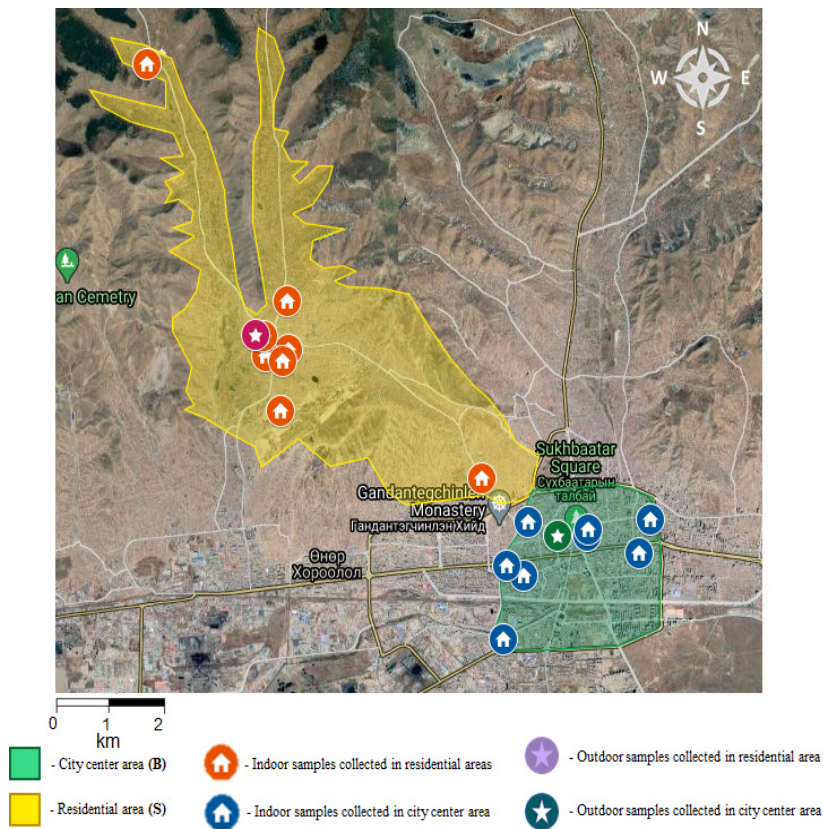 N
W E
S
an Cemetry
Sukhbaatar
Square
Сүхбаатарын
талбай
Gandantegchinlen
Monastery
Гандантэгчинлэн Хийд
Өнөр
Хороолол
0 1 2
km
- City center area (B)
- Indoor samples collected in residential areas
- Outdoor samples collected in residential area
- Residential area (S)
- Indoor samples collected in city center area
- Outdoor samples collected in city center area